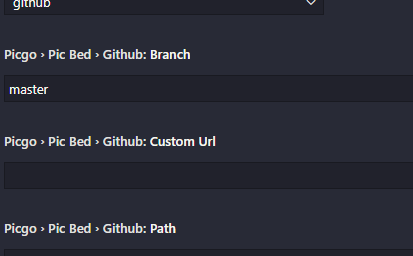 github
Picgo › Pic Bed › Github: Branch
master
Picgo › Pic Bed › Github: Custom Url
Picgo › Pic Bed › Github: Path